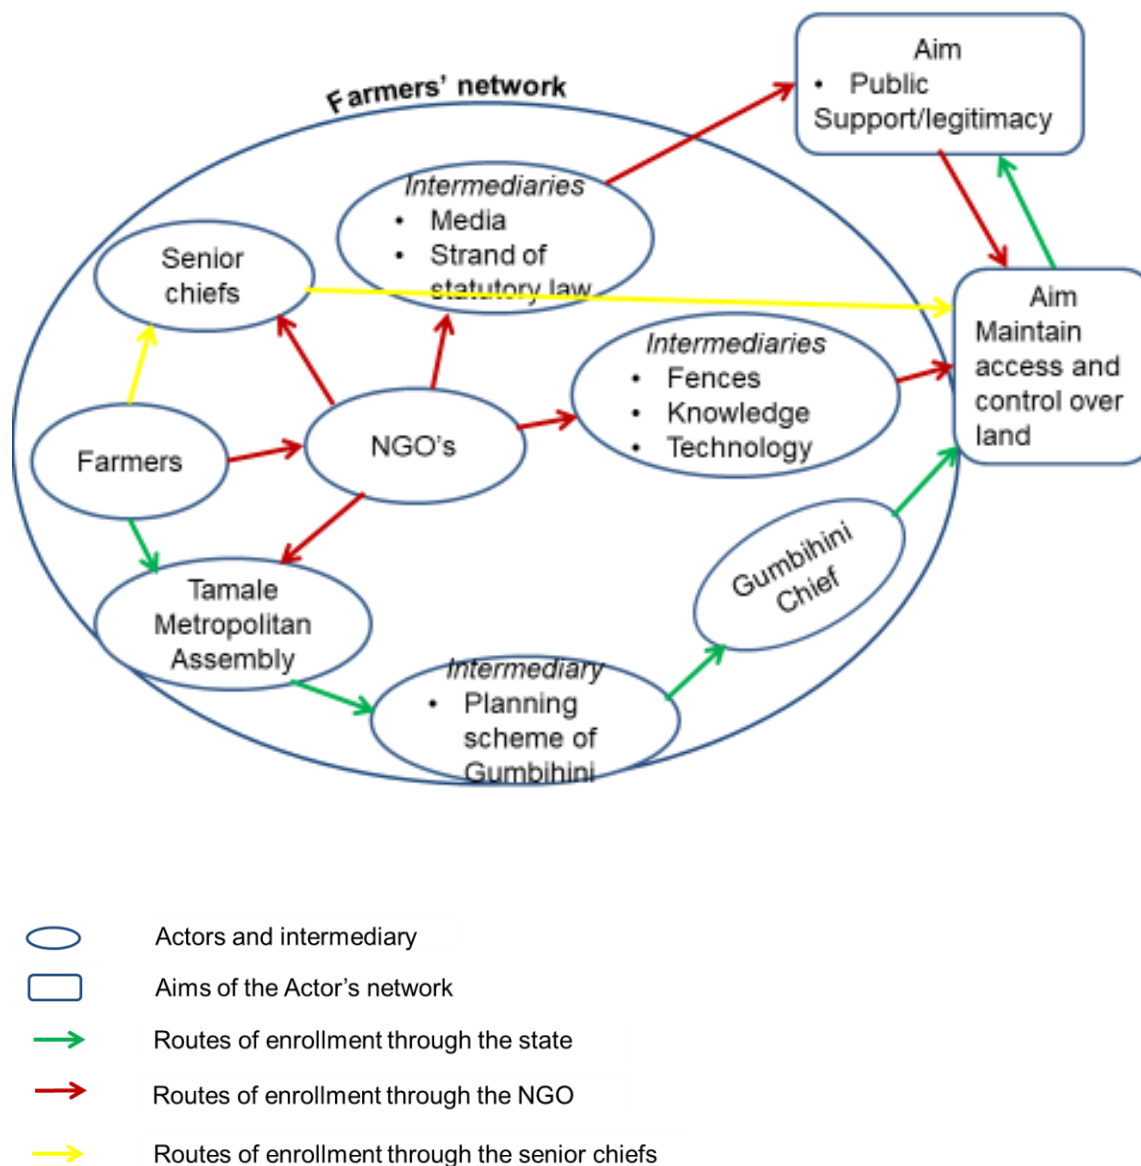 Aim
• Public
Support/legitimacy
Farmers’ network
Intermediaries
• Media
• Strand of
statutory law
Senior
chiefs
Aim
Maintain
access and
control over
land
Intermediaries
• Fences
• Knowledge
• Technology
NGO’s
Farmers
Gumbihini
Chief
Tamale
Metropolitan
Assembly
Intermediary
• Planning
scheme of
Gumbihini
Actors and intermediary
Aims of the Actor’s network
Routes of enrollment through the state
Routes of enrollment through the NGO
Routes of enrollment through the senior chiefs